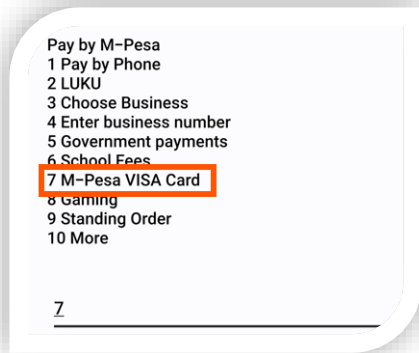 Pay by M-Pesa
1 Pay by Phone
2 LUKU
3 Choose Business
4 Enter business number
5 Government payments
6 School Fees
7 M-Pesa VISA Card
8 Gaming
9 Standing Order
10 More
7